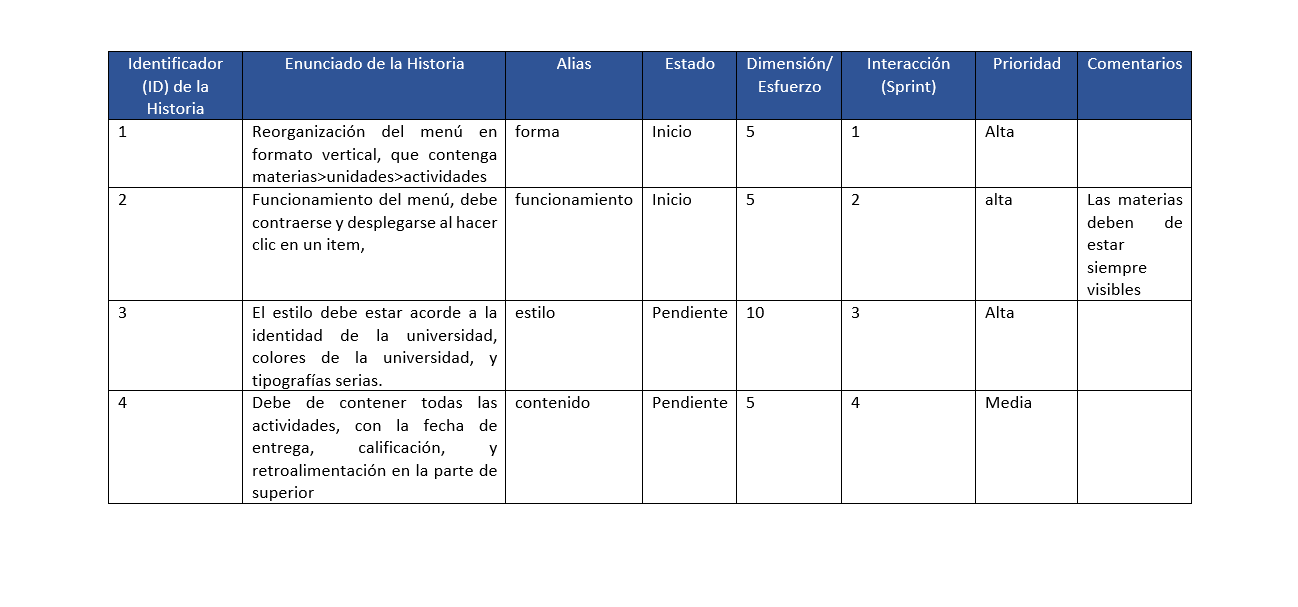 Identificador
(ID) de la
Historia
Enunciado de la Historia
Alias
Estado
Dimensión/
Esfuerzo
Interacción
(Sprint)
Prioridad
Comentarios
1
Reorganización del menú en
formato vertical, que contenga
materias>unidades>actividades
forma
Inicio
5
1
Alta
2
Funcionamiento del menú, debe
contraerse y desplegarse al hacer
clic en un item,
funcionamiento
Inicio
5
2
alta
Las materias
deben de
estar
siempre
visibles
3
El estilo debe estar acorde a la
identidad de la universidad,
colores de la universidad, y
tipografías serias.
estilo
Pendiente
10
3
Alta
4
Debe de contener todas las
actividades, con la fecha de
entrega, calificación, y
retroalimentación en la parte de
superior
contenido
Pendiente
5
4
Media